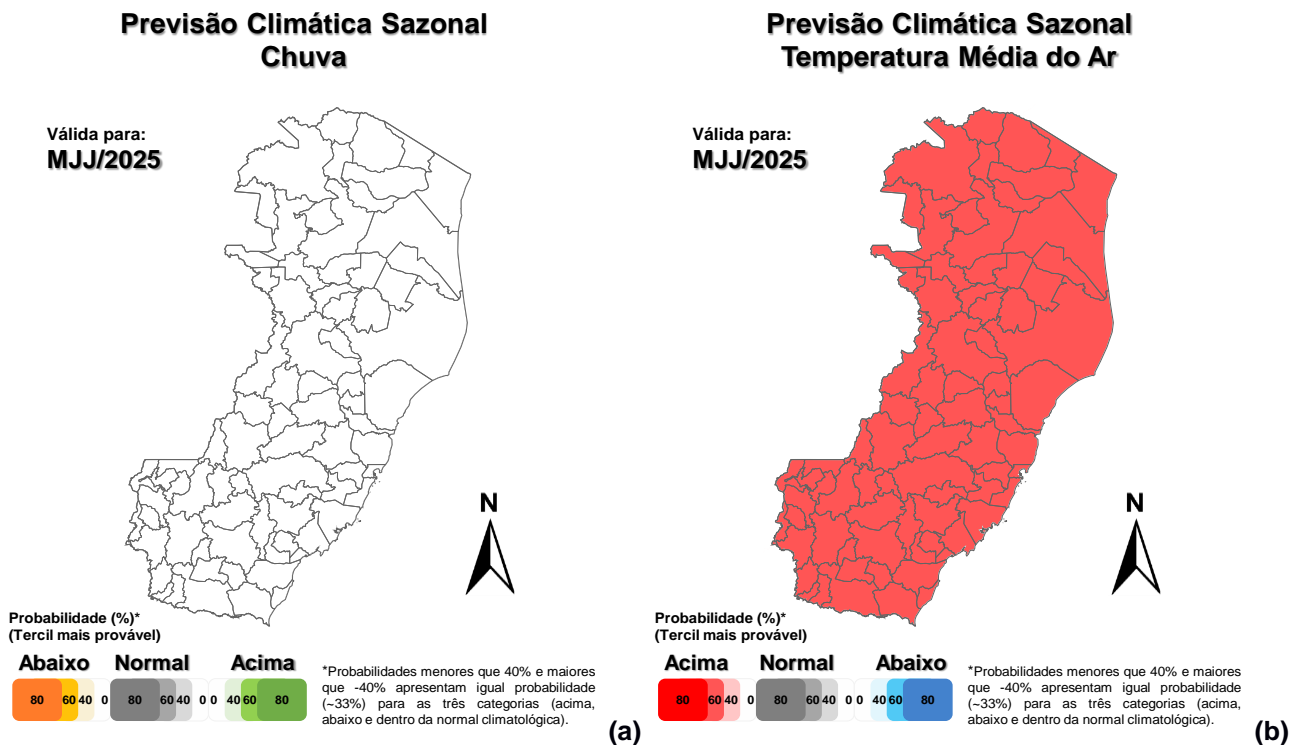 Previsão Climática Sazonal
Chuva
Válida para:
MJJ/2025
N
Probabilidade (%)*
(Tercil mais provável)
Abaixo Normal Acima
80 60 40 0 80 60 40 0 0 40 60 80
*Probabilidades menores que 40% e maiores
que -40% apresentam igual probabilidade
(~33%) para as três categorias (acima,
abaixo e dentro da normal climatológica).
(a)
Previsão Climática Sazonal
Temperatura Média do Ar
Válida para:
MJJ/2025
N
Probabilidade (%)*
(Tercil mais provável)
Acima Normal Abaixo
80 60 40 0 80 60 40 0 0 40 60 80
*Probabilidades menores que 40% e maiores
que -40% apresentam igual probabilidade
(~33%) para as três categorias (acima,
abaixo e dentro da normal climatológica).
(b)